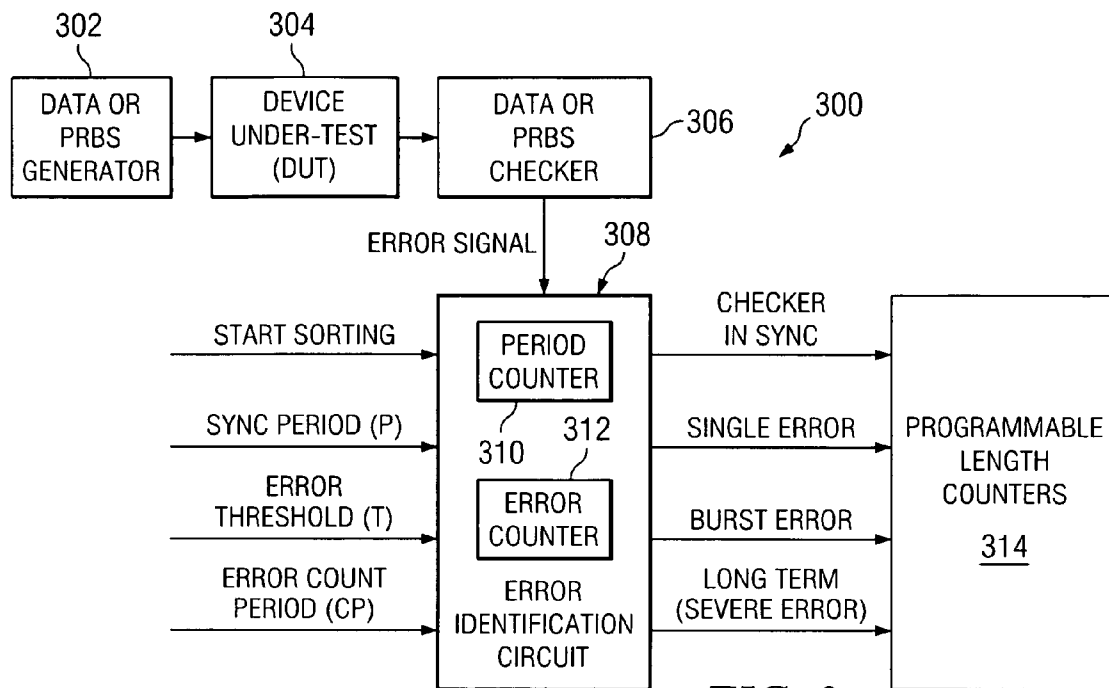 302
304
DATA OR
PRBS
GENERATOR
DEVICE
UNDER-TEST
(DUT)
DATA OR
PRBS
CHECKER
306
300
ERROR SIGNAL
308
START SORTING
SYNC PERIOD (P)
ERROR
THRESHOLD (T)
ERROR COUNT
PERIOD (CP)
PERIOD
COUNTER
310
312
ERROR
COUNTER
ERROR
IDENTIFICATION
CIRCUIT
CHECKER
IN SYNC
SINGLE ERROR
BURST ERROR
LONG TERM
(SEVERE ERROR)
PROGRAMMABLE
LENGTH
COUNTERS
314